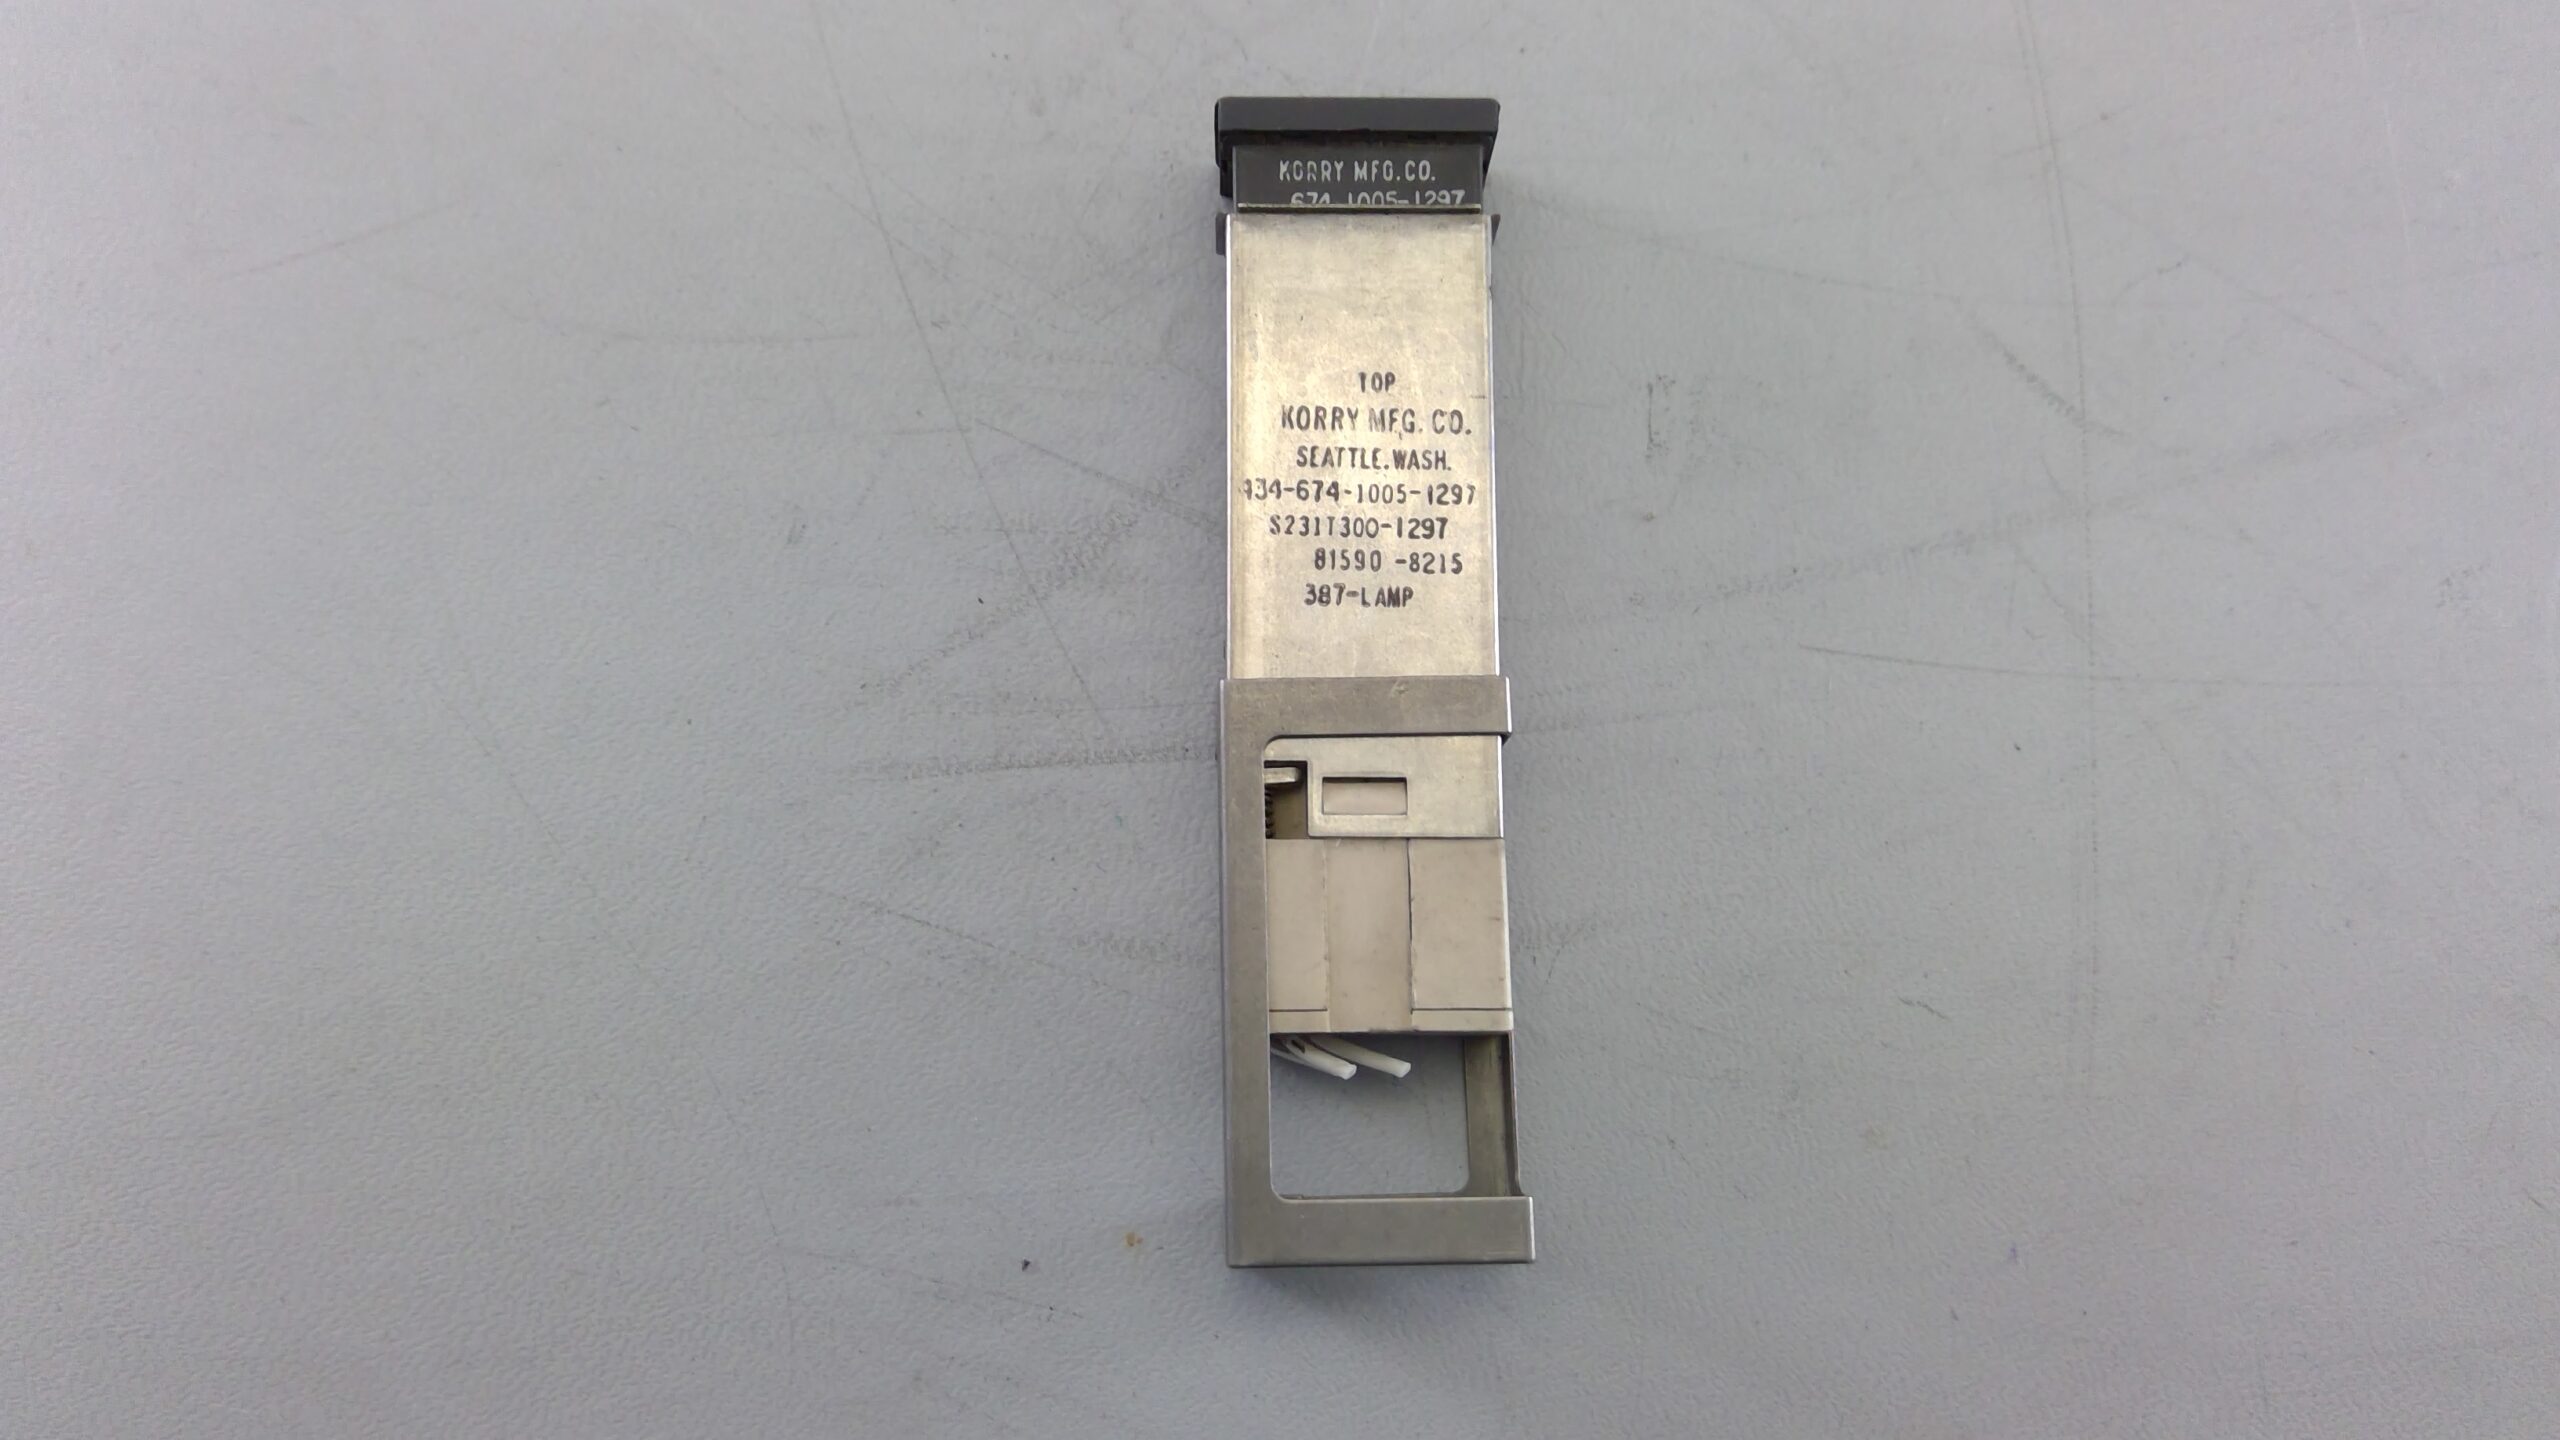 KORRY MFG.CO.
674-1005-1297
TOP
KORRY MFG. CO.
SEATTLE.WASH.
434-674-1005-1297
S231T300-1297
81590 -8215
387-LAMP